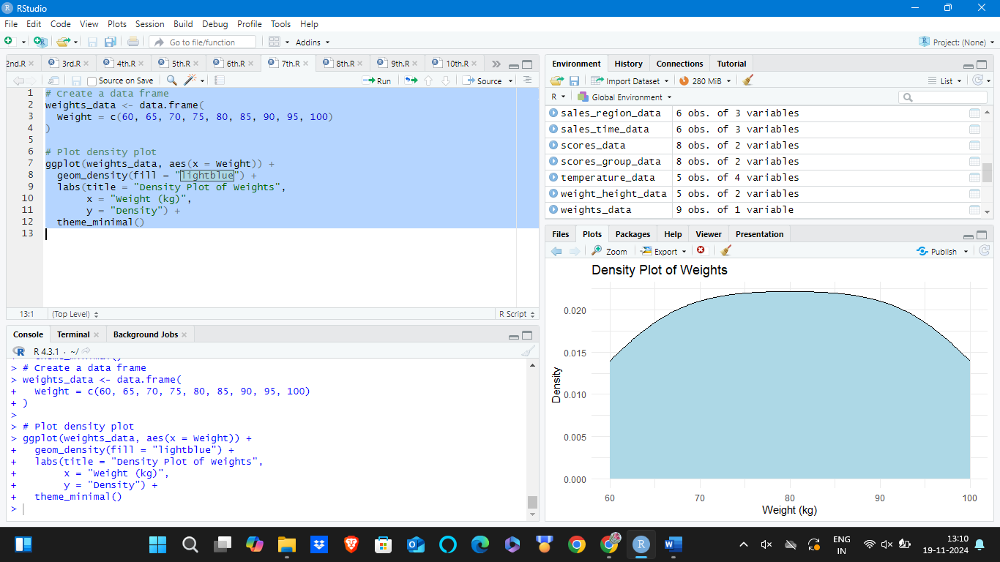 RStudio
File Edit Code View Plots Session Build Debug Profile Tools Help
Go to file/function
Addins
Project: (None)
2nd.R 3rd.R 4th.R 5th.R 6th.R 7th.R 8th.R 9th.R 10th.R
Source on Save Run Source
1 # Create a data frame
2 weights_data <- data.frame(
3 Weight = c(60, 65, 70, 75, 80, 85, 90, 95, 100)
4 )
5
6 # Plot density plot
7 ggplot(weights_data, aes(x = Weight)) +
8 geom_density(fill = "lightblue") +
9 labs(title = "Density Plot of Weights",
10 x = "Weight (kg)",
11 y = "Density") +
12 theme_minimal()
13
13:1 (Top Level) R Script
Console Terminal Background Jobs
R 4.3.1 · ~/
+ theme_minimal()
> # Create a data frame
> weights_data <- data.frame(
+ Weight = c(60, 65, 70, 75, 80, 85, 90, 95, 100)
+ )
>
> # Plot density plot
> ggplot(weights_data, aes(x = Weight)) +
+ geom_density(fill = "lightblue") +
+ labs(title = "Density Plot of Weights",
+ x = "Weight (kg)",
+ y = "Density") +
+ theme_minimal()
>
Environment History Connections Tutorial
Import Dataset 280 MiB List
R Global Environment
sales_region_data 6 obs. of 3 variables
sales_time_data 6 obs. of 3 variables
scores_data 8 obs. of 2 variables
scores_group_data 8 obs. of 2 variables
temperature_data 5 obs. of 4 variables
weight_height_data 5 obs. of 2 variables
weights_data 9 obs. of 1 variable
Files Plots Packages Help Viewer Presentation
Zoom Export Publish
Density Plot of Weights
0.020
0.015
0.010
0.005
0.000
Density
60 70 80 90 100
Weight (kg)
ENG
IN
13:10
19-11-2024